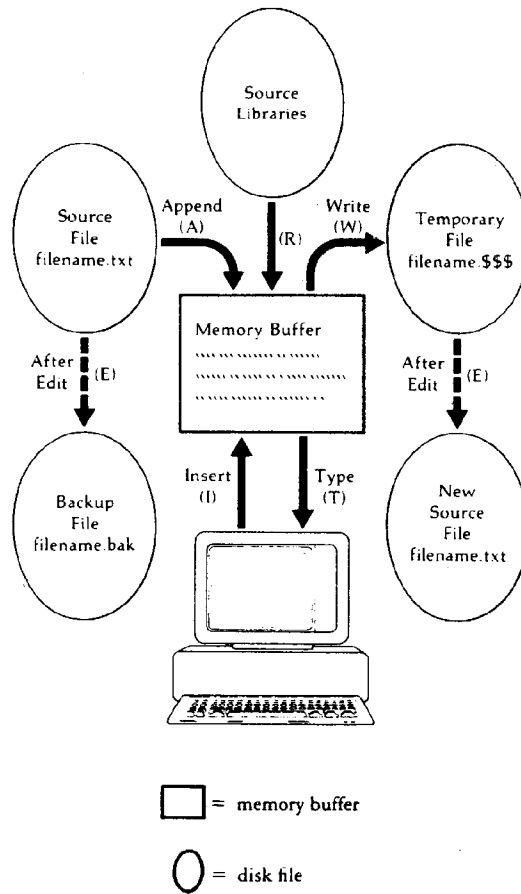 Source
Libraries
Source
File
filename.txt
Append
(A)
(R)
Write
(W)
Temporary
File
filename.$$$
Memory Buffer
After
Edit
(E)
After
Edit
(E)
Backup
File
filename.bak
Insert
(I)
Type
(T)
New
Source
File
filename.txt
= memory buffer
= disk file